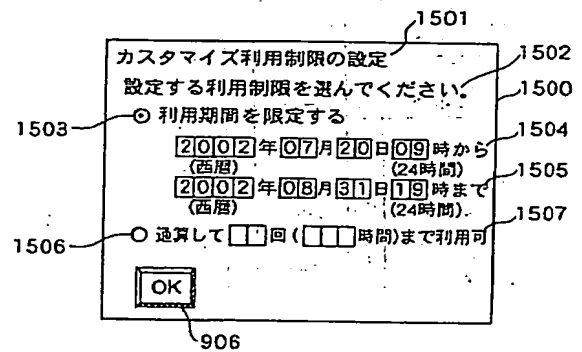 1501
カスタマイズ利用制限の設定
1502
設定する利用制限を選んでください。
1500
1503
利用期間を限定する
1504
2002年07月20日09時から
(西暦) (24時間)
1505
2002年08月31日19時まで
(西暦) (24時間)
1507
1506
通算して 回( 時間)まで利用可
OK
906